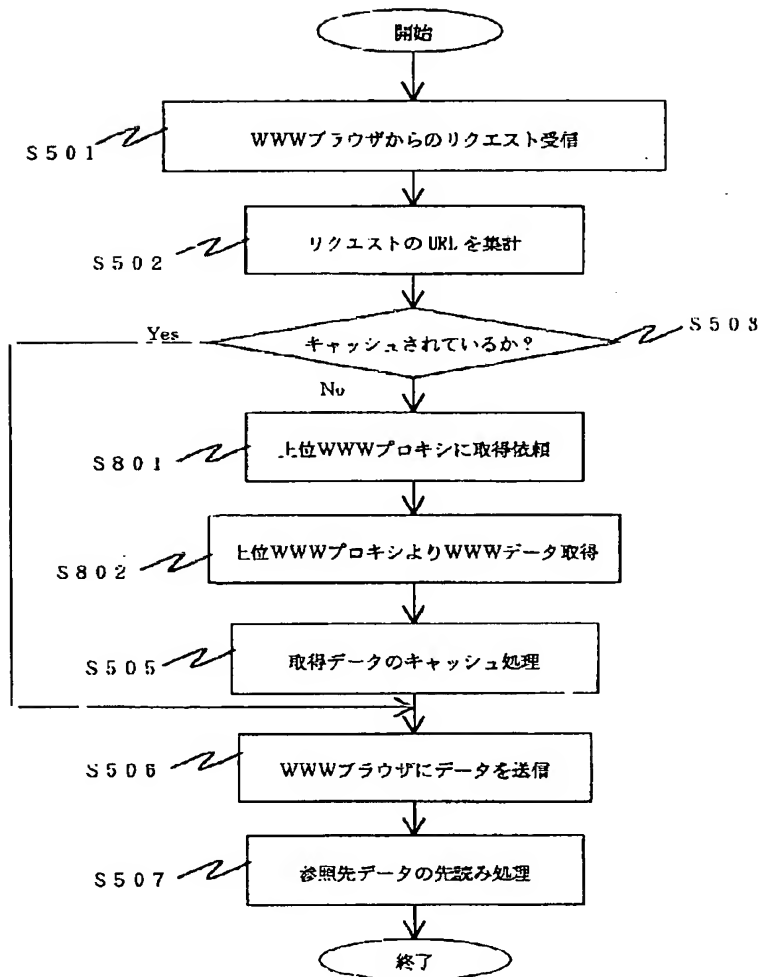 開始
S501
WWWブラウザからのリクエスト受信
S502
リクエストのURLを集計
S503
キャッシュされているか?
Yes
No
S801
上位WWWプロキシに取得依頼
S802
上位WWWプロキシよりWWWデータ取得
S505
取得データのキャッシュ処理
S506
WWWブラウザにデータを送信
S507
参照先データの先読み処理
終了